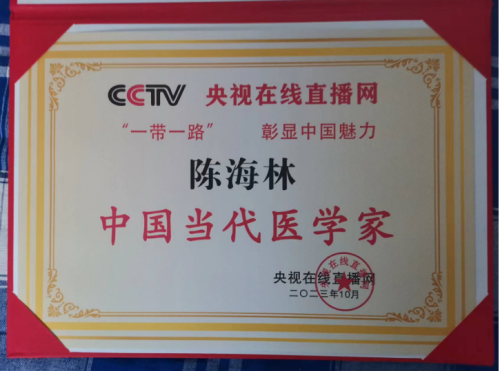 CCTV 央视在线直播网
“一带一路” 彰显中国魅力
陈海林
中国当代医学家
央视在线直播网
二〇二三年10月